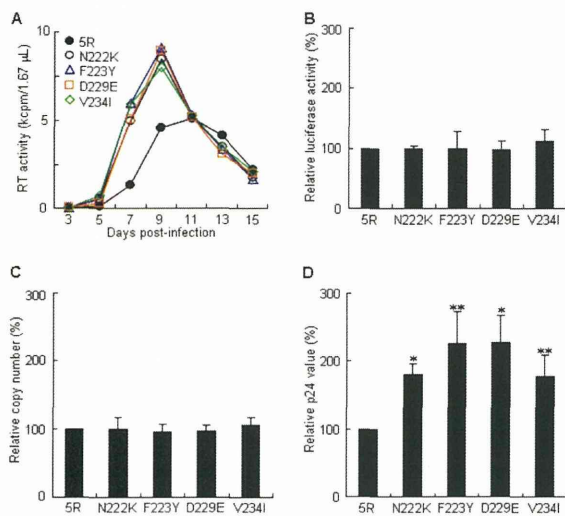 A
RT activity (kcpm/1.67 μL)
10
5
0
5R
N222K
F223Y
D229E
V234I
3 5 7 9 11 13 15
Days post-infection
B
Relative luciferase activity (%)
300
200
100
0
5R N222K F223Y D229E V234I
C
Relative copy number (%)
300
200
100
0
5R N222K F223Y D229E V234I
D
Relative p24 value (%)
300
200
100
0
* ** * **
5R N222K F223Y D229E V234I